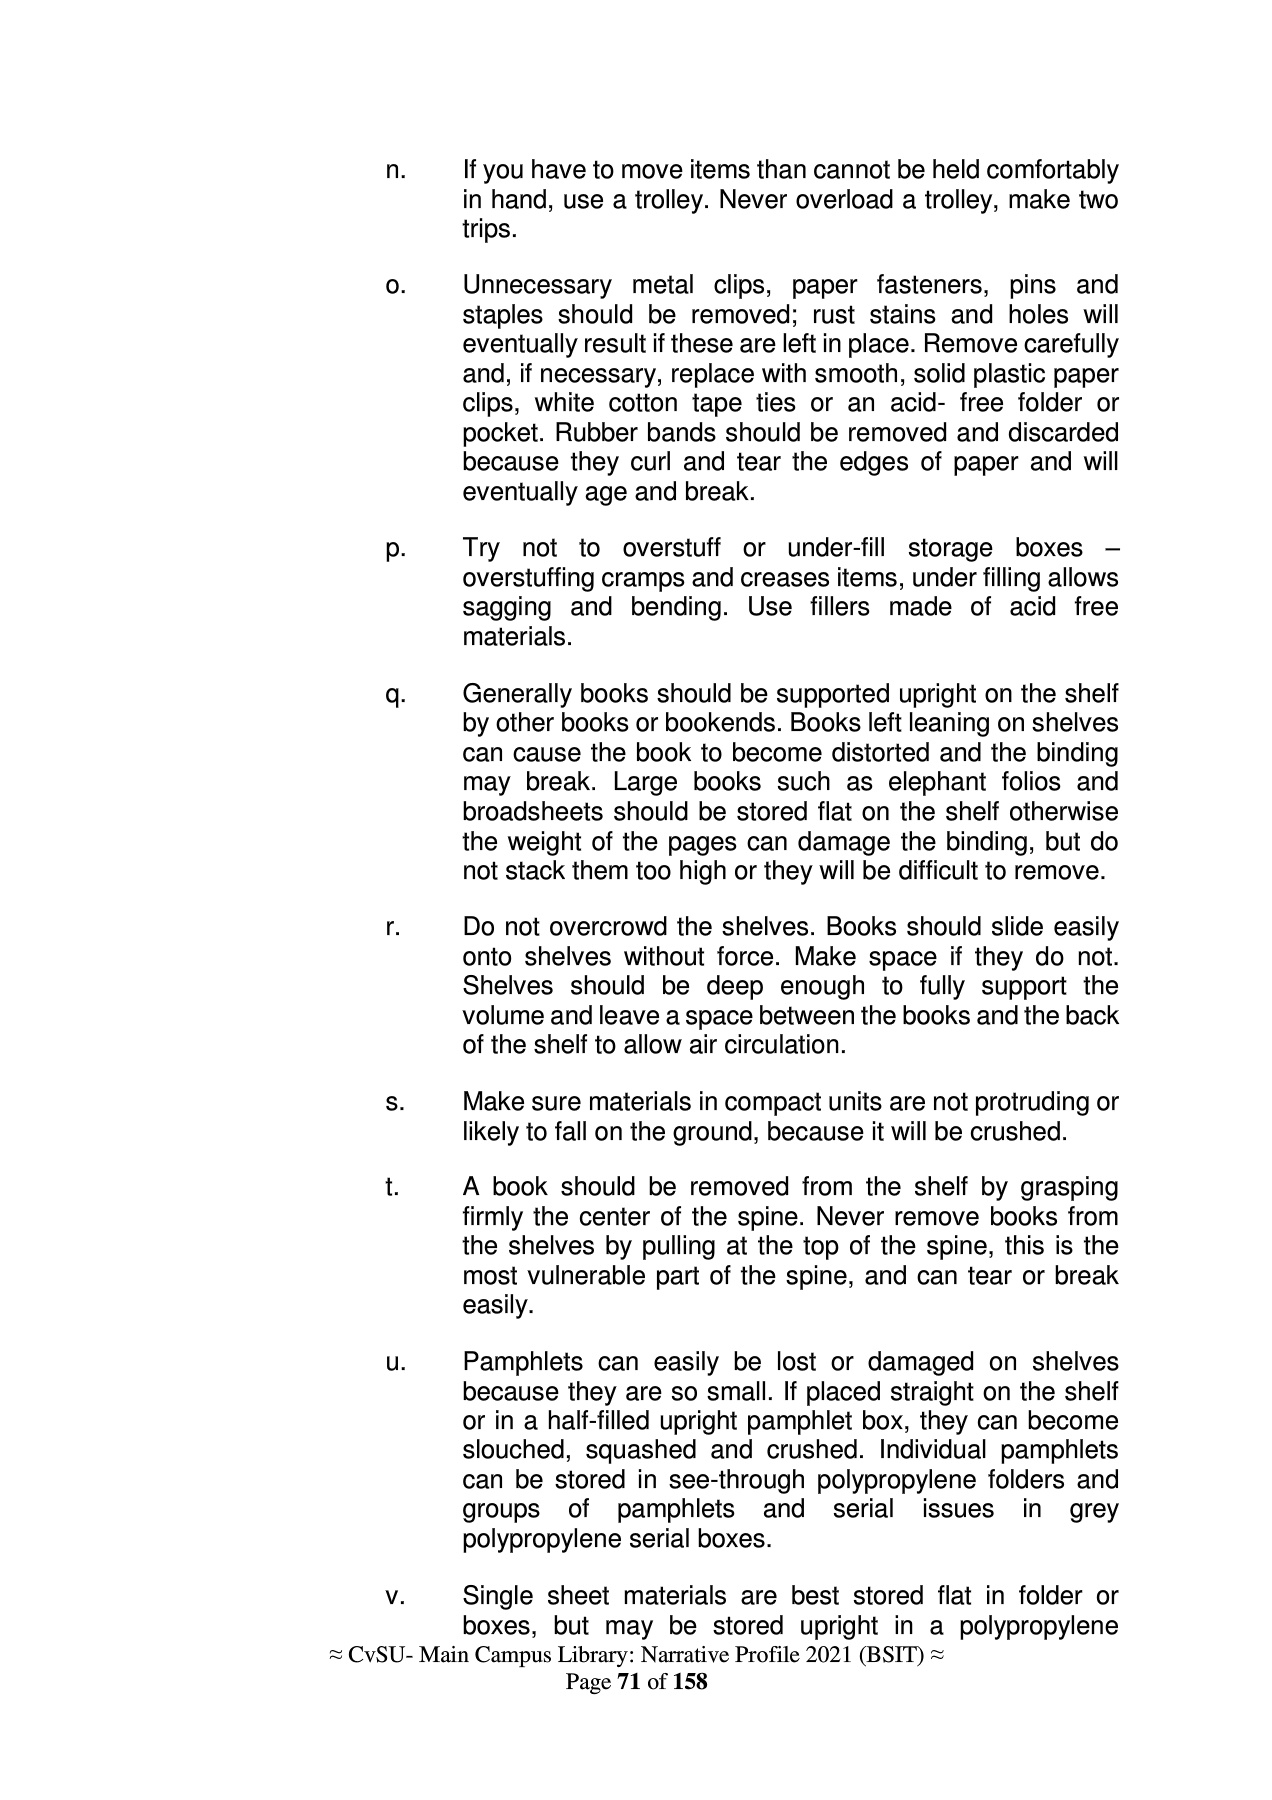 n. If you have to move items than cannot be held comfortably
in hand, use a trolley. Never overload a trolley, make two
trips.
o. Unnecessary metal clips, paper fasteners, pins and
staples should be removed; rust stains and holes will
eventually result if these are left in place. Remove carefully
and, if necessary, replace with smooth, solid plastic paper
clips, white cotton tape ties or an acid- free folder or
pocket. Rubber bands should be removed and discarded
because they curl and tear the edges of paper and will
eventually age and break.
p. Try not to overstuff or under-fill storage boxes –
overstuffing cramps and creases items, under filling allows
sagging and bending. Use fillers made of acid free
materials.
q. Generally books should be supported upright on the shelf
by other books or bookends. Books left leaning on shelves
can cause the book to become distorted and the binding
may break. Large books such as elephant folios and
broadsheets should be stored flat on the shelf otherwise
the weight of the pages can damage the binding, but do
not stack them too high or they will be difficult to remove.
r. Do not overcrowd the shelves. Books should slide easily
onto shelves without force. Make space if they do not.
Shelves should be deep enough to fully support the
volume and leave a space between the books and the back
of the shelf to allow air circulation.
s. Make sure materials in compact units are not protruding or
likely to fall on the ground, because it will be crushed.
t. A book should be removed from the shelf by grasping
firmly the center of the spine. Never remove books from
the shelves by pulling at the top of the spine, this is the
most vulnerable part of the spine, and can tear or break
easily.
u. Pamphlets can easily be lost or damaged on shelves
because they are so small. If placed straight on the shelf
or in a half-filled upright pamphlet box, they can become
slouched, squashed and crushed. Individual pamphlets
can be stored in see-through polypropylene folders and
groups of pamphlets and serial issues in grey
polypropylene serial boxes.
v. Single sheet materials are best stored flat in folder or
boxes, but may be stored upright in a polypropylene
≈ CvSU- Main Campus Library: Narrative Profile 2021 (BSIT) ≈
Page 71 of 158